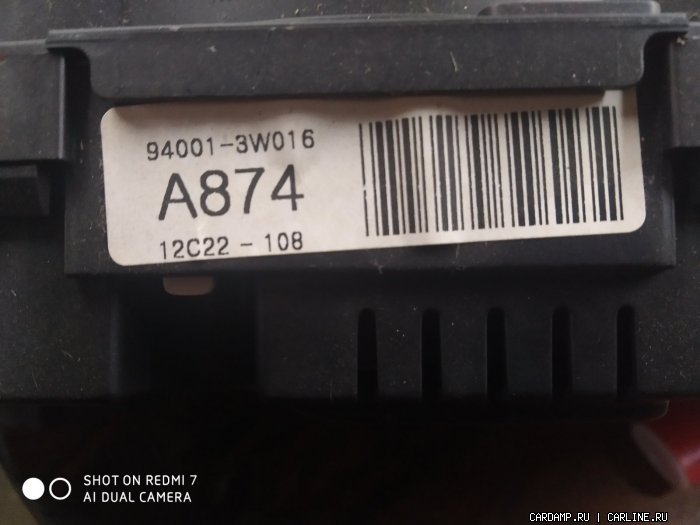 94001-3W016
A874
12C22 - 108
SHOT ON REDMI 7
AI DUAL CAMERA
CARDAMP.RU | CARLINE.RU